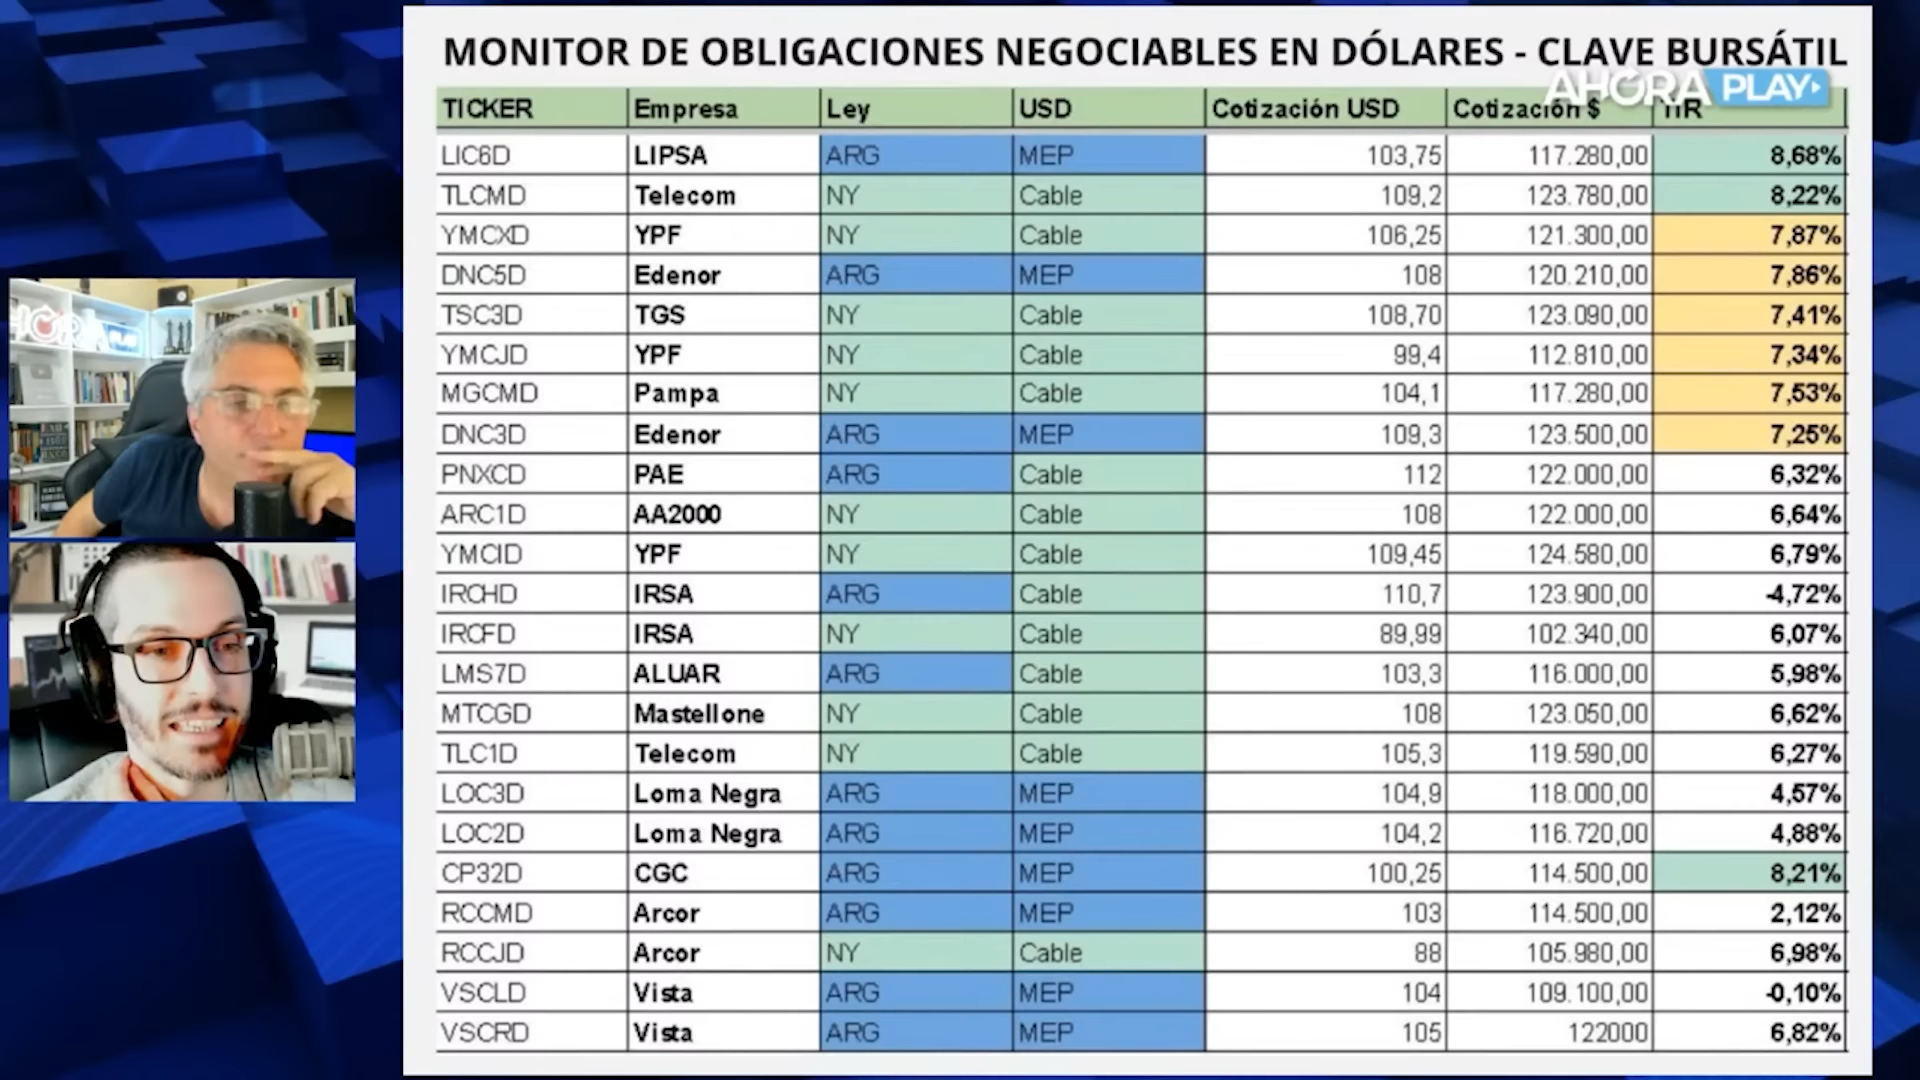 MONITOR DE OBLIGACIONES NEGOCIABLES EN DÓLARES - CLAVE BURSÁTIL
AHORA PLAY
TICKER Empresa Ley USD Cotización USD Cotización $ TIR
LIC6D LIPSA ARG MEP 103,75 117.280,00 8,68%
TLCMD Telecom NY Cable 109,2 123.780,00 8,22%
YMCXD YPF NY Cable 106,25 121.300,00 7,87%
DNC5D Edenor ARG MEP 108 120.210,00 7,86%
TSC3D TGS NY Cable 108,70 123.090,00 7,41%
YMCJD YPF NY Cable 99,4 112.810,00 7,34%
MGCMD Pampa NY Cable 104,1 117.280,00 7,53%
DNC3D Edenor ARG MEP 109,3 123.500,00 7,25%
PNXCD PAE ARG Cable 112 122.000,00 6,32%
ARC1D AA2000 NY Cable 108 122.000,00 6,64%
YMCID YPF NY Cable 109,45 124.580,00 6,79%
IRCHD IRSA ARG Cable 110,7 123.900,00 -4,72%
IRCFD IRSA NY Cable 89,99 102.340,00 6,07%
LMS7D ALUAR ARG Cable 103,3 116.000,00 5,98%
MTCGD Mastellone NY Cable 108 123.050,00 6,62%
TLC1D Telecom NY Cable 105,3 119.590,00 6,27%
LOC3D Loma Negra ARG MEP 104,9 118.000,00 4,57%
LOC2D Loma Negra ARG MEP 104,2 116.720,00 4,88%
CP32D CGC ARG MEP 100,25 114.500,00 8,21%
RCCMD Arcor ARG MEP 103 114.500,00 2,12%
RCCJD Arcor NY Cable 88 105.980,00 6,98%
VSCLD Vista ARG MEP 104 109.100,00 -0,10%
VSCRD Vista ARG MEP 105 122000 6,82%